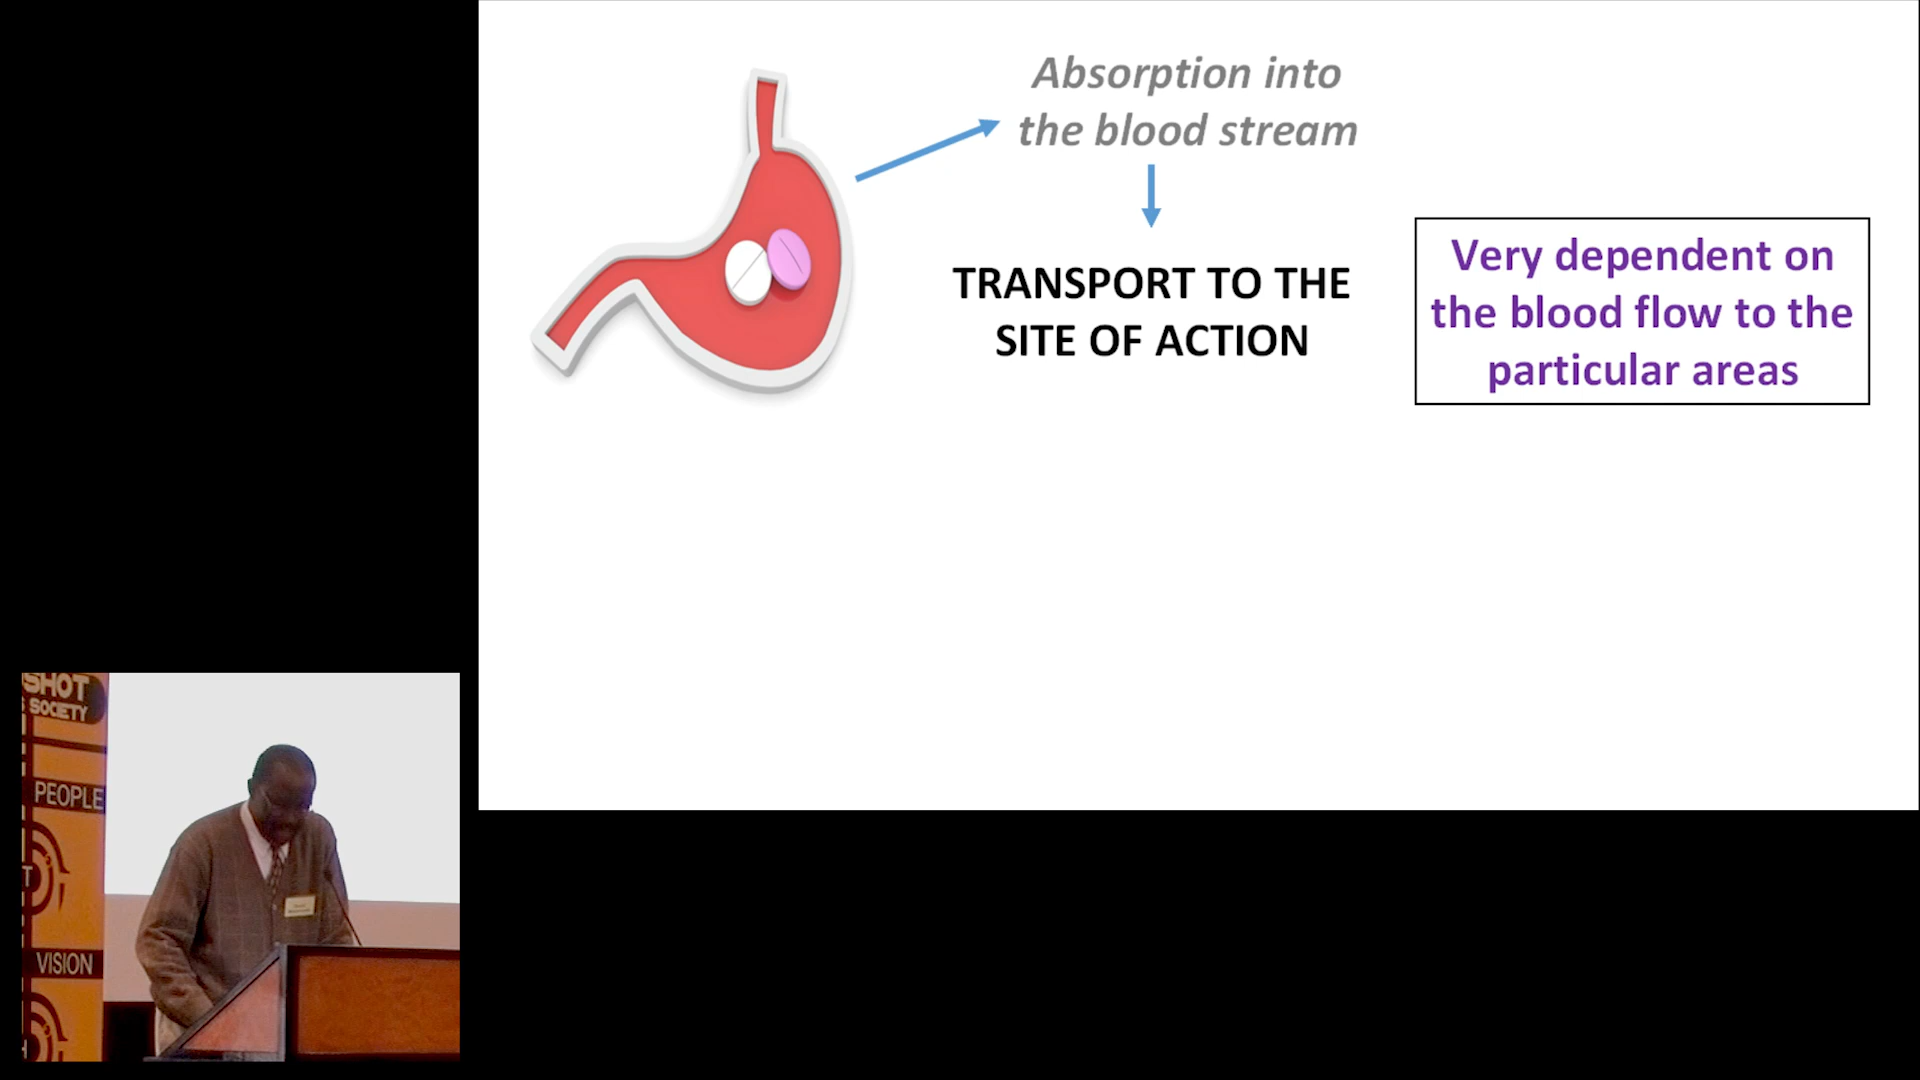 Absorption into
the blood stream
TRANSPORT TO THE
SITE OF ACTION
Very dependent on
the blood flow to the
particular areas
SHOT
SOCIETY
PEOPLE
VISION